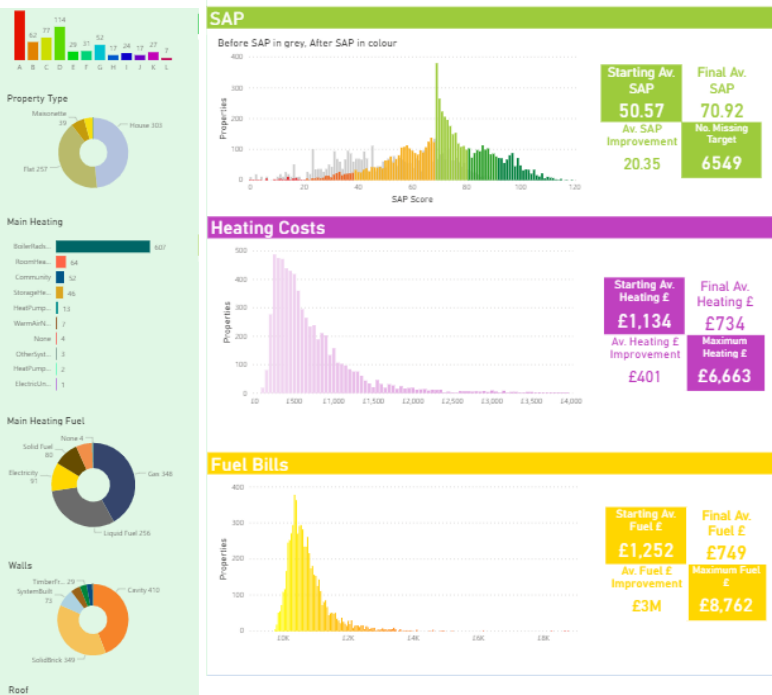 62 77 114 29 31 52 17 24 17 27 7
A B C D E F G H I J K L
Property Type
Maisonette
39
House 303
Flat 257
Main Heating
BoilerRads... 607
RoomHea... 64
Community 52
StorageHe... 46
HeatPump... 13
WarmAirN... 7
None 4
OtherSyst... 3
HeatPump... 2
ElectricUn... 1
Main Heating Fuel
None 4
Solid Fuel
80
Electricity
91
Gas 348
Liquid Fuel 256
Walls
TimberFr... 29
SystemBuilt
73
Cavity 410
SolidBrick 349
Roof
SAP
Before SAP in grey, After SAP in colour
Properties
400
300
200
100
0
0 20 40 60 80 100 120
SAP Score
Starting Av.
SAP
50.57
Final Av.
SAP
70.92
Av. SAP
Improvement
20.35
No. Missing
Target
6549
Heating Costs
Properties
500
400
300
200
100
0
£0 £500 £1,000 £1,500 £2,000 £2,500 £3,000 £3,500 £4,000
Starting Av.
Heating £
£1,134
Final Av.
Heating £
£734
Av. Heating £
Improvement
£401
Maximum
Heating £
£6,663
Fuel Bills
Properties
400
300
200
100
0
£0K £2K £4K £6K £8K
Starting Av.
Fuel £
£1,252
Final Av.
Fuel £
£749
Av. Fuel £
Improvement
£3M
Maximum Fuel
£
£8,762